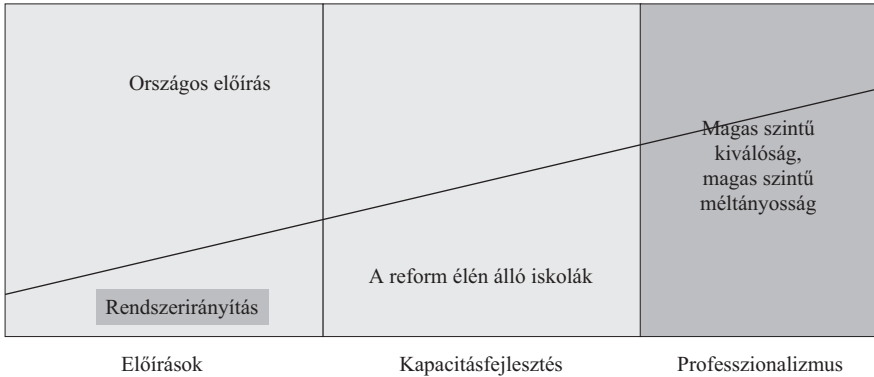 Országos előírás
Magas szintű
kiválóság,
magas szintű
méltányosság
A reform élén álló iskolák
Rendszerirányítás
Előírások
Kapacitásfejlesztés
Professzionalizmus